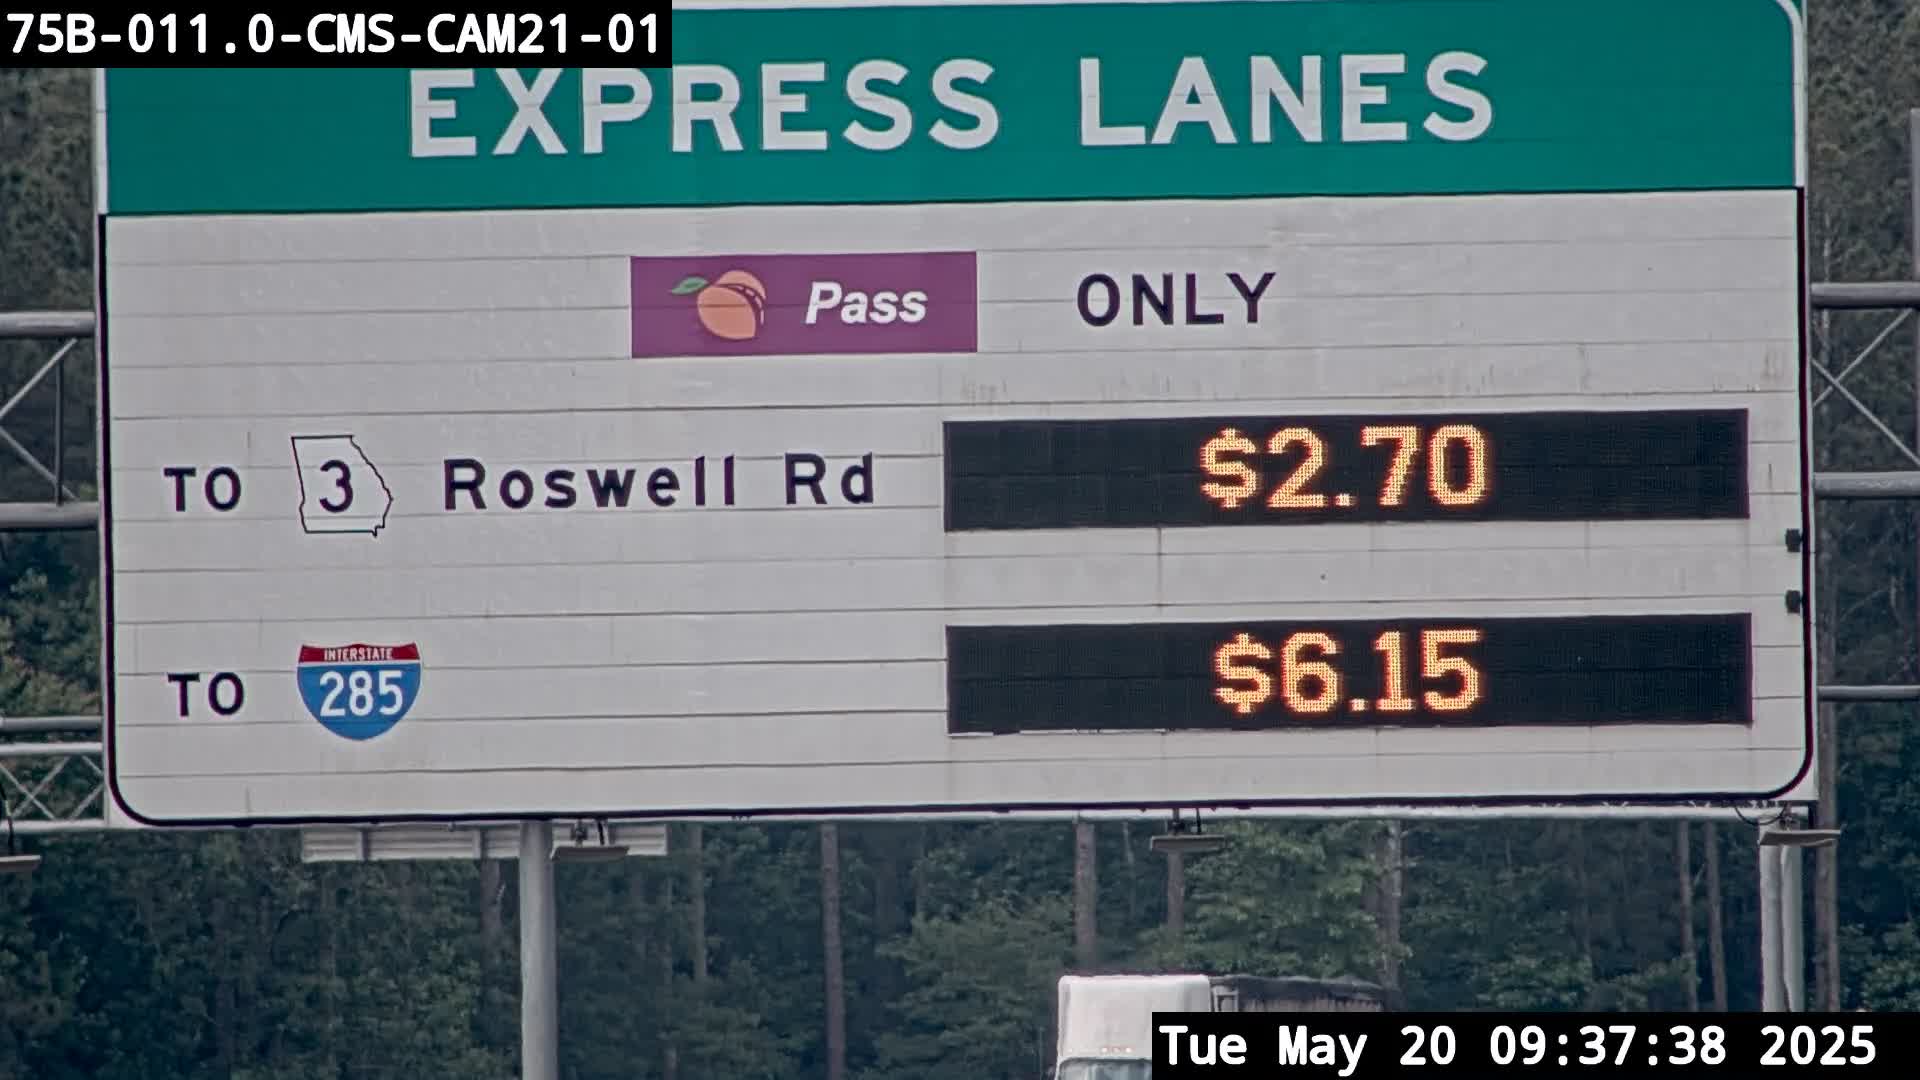 75B-011.0-CMS-CAM21-01
EXPRESS LANES
Pass ONLY
TO 3 Roswell Rd $2.70
TO INTERSTATE 285 $6.15
Tue May 20 09:37:38 2025